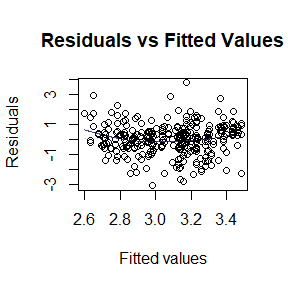 Residuals vs Fitted Values
Residuals
3
1
-1
-3
2.6 2.8 3.0 3.2 3.4
Fitted values